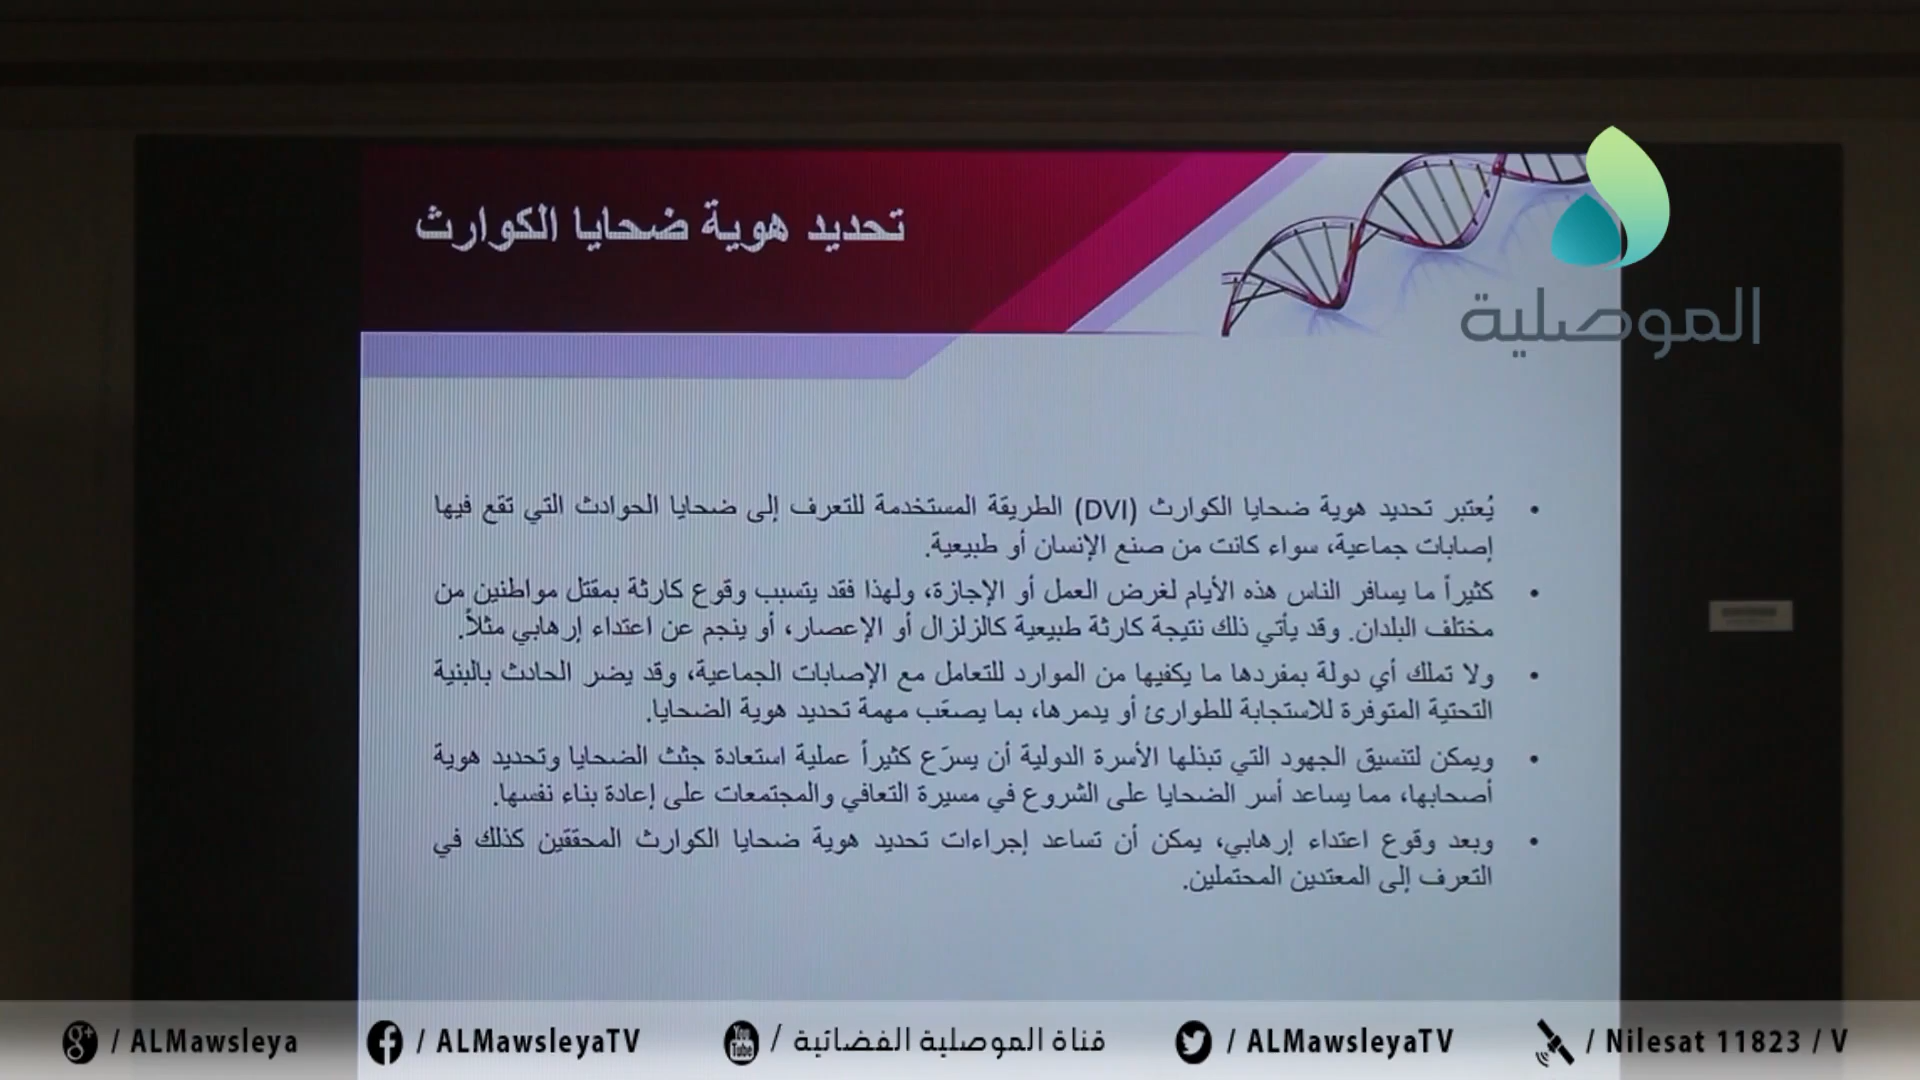 تحديد هوية ضحايا الكوارث
الموصلية
• يُعتبر تحديد هوية ضحايا الكوارث (DVI) الطريقة المستخدمة للتعرف إلى ضحايا الحوادث التي تقع فيها
إصابات جماعية، سواء كانت من صنع الإنسان أو طبيعية.
• كثيراً ما يسافر الناس هذه الأيام لغرض العمل أو الإجازة، ولهذا فقد يتسبب وقوع كارثة بمقتل مواطنين من
مختلف البلدان. وقد يأتي ذلك نتيجة كارثة طبيعية كالزلزال أو الإعصار، أو ينجم عن اعتداء إرهابي مثلاً.
• ولا تملك أي دولة بمفردها ما يكفيها من الموارد للتعامل مع الإصابات الجماعية، وقد يضر الحادث بالبنية
التحتية المتوفرة للاستجابة للطوارئ أو يدمرها، بما يصعّب مهمة تحديد هوية الضحايا.
• ويمكن لتنسيق الجهود التي تبذلها الأسرة الدولية أن يسرّع كثيراً عملية استعادة جثث الضحايا وتحديد هوية
أصحابها، مما يساعد أسر الضحايا على الشروع في مسيرة التعافي والمجتمعات على إعادة بناء نفسها.
• وبعد وقوع اعتداء إرهابي، يمكن أن تساعد إجراءات تحديد هوية ضحايا الكوارث المحققين كذلك في
التعرف إلى المعتدين المحتملين.
g+ / ALMawsleya f / ALMawsleyaTV You Tube / قناة الموصلية الفضائية / ALMawsleyaTV / Nilesat 11823 / V